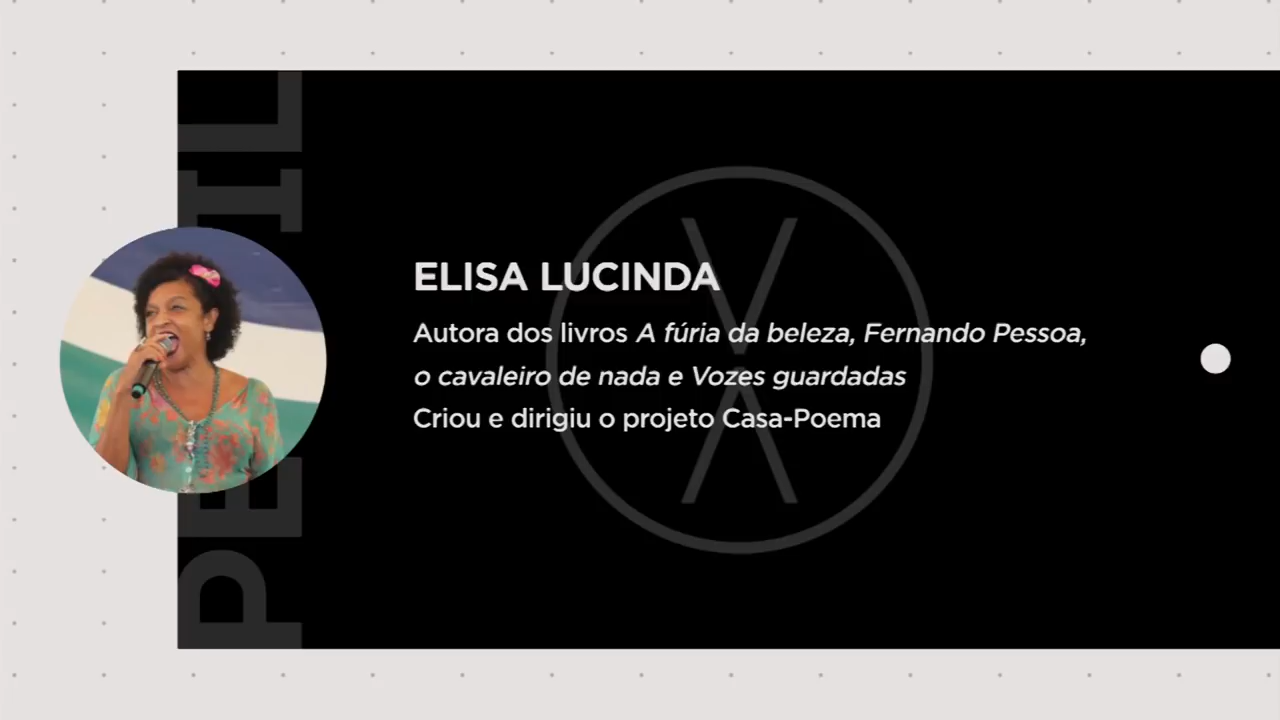 PERFIL
ELISA LUCINDA
Autora dos livros A fúria da beleza, Fernando Pessoa,
o cavaleiro de nada e Vozes guardadas
Criou e dirigiu o projeto Casa-Poema